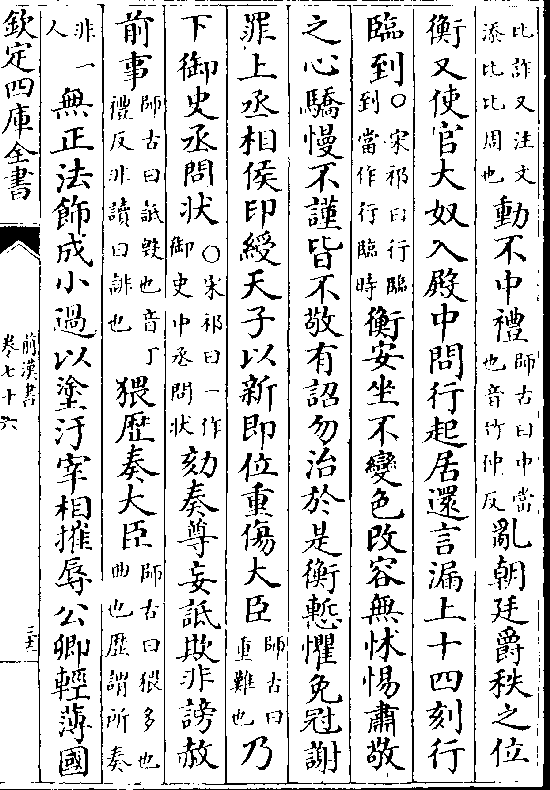 比詐又注文
添比比周也
動不中禮
師古曰中當
也音竹仲反
亂朝廷爵秩之位
衡又使官大奴入殿中問行起居還言漏上十四刻行
臨到
〇宋祁曰行臨
到當作行臨時
衡安坐不變色改容無怵惕肅敬
之心驕慢不謹皆不敬有詔勿治於是衡慙懼免冠謝
罪上丞相侯印綬天子以新即位重傷大臣
師古曰
重難也
乃
下御史丞問狀
〇宋祁曰一作
御史中丞問狀
劾奏尊妄詆欺非謗赦
前事
師古曰詆毀也音丁
禮反非讀曰誹也
猥歷奏大臣
師古曰猥多也
曲也歷謂所奏
非一
人
無正法飾成小過以塗汙宰相摧辱公卿輕薄國
欽定四庫全書
前漢書
卷七十六